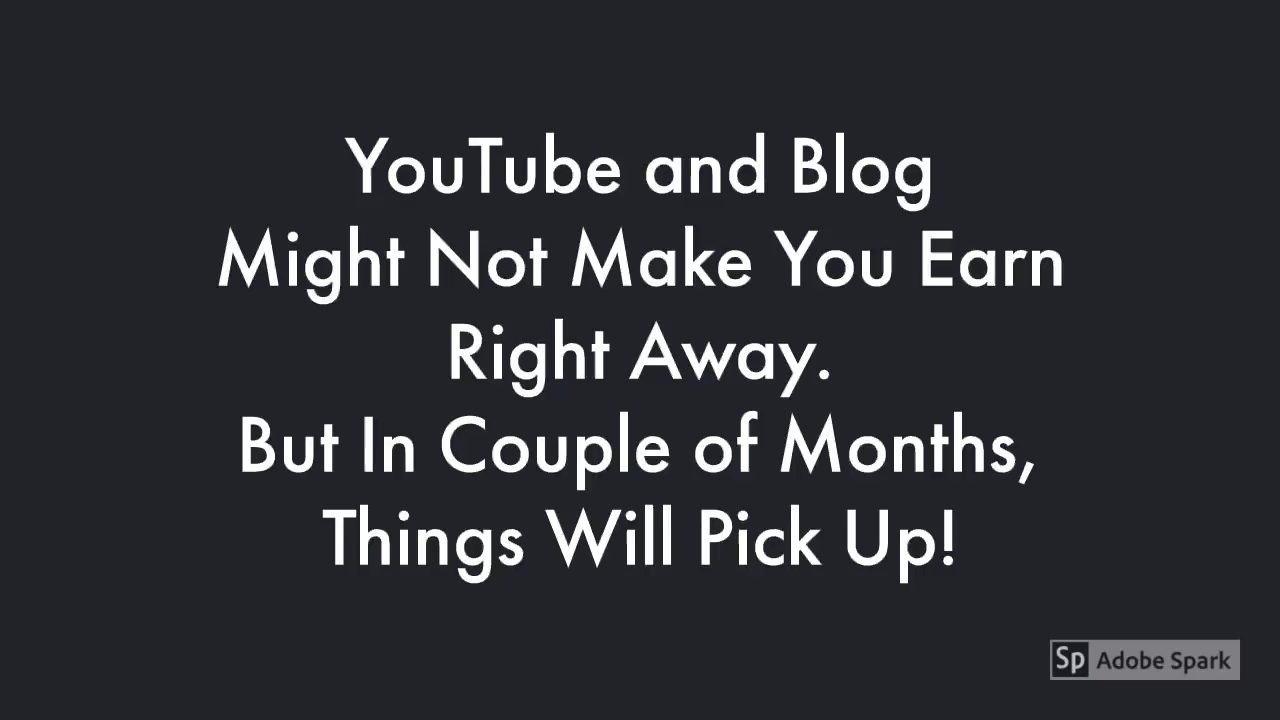 YouTube and Blog
Might Not Make You Earn
Right Away.
But In Couple of Months,
Things Will Pick Up!
Sp Adobe Spark